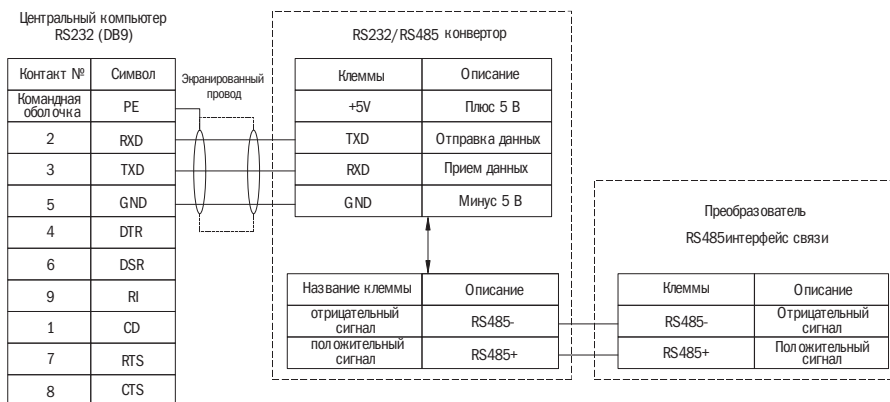 Центральный компьютер
RS232 (DB9)
Контакт № Символ
Командная оболочка PE
2 RXD
3 TXD
5 GND
4 DTR
6 DSR
9 RI
1 CD
7 RTS
8 CTS
Экранированный
провод
RS232/RS485 конвертор
Клеммы Описание
+5V Плюс 5 В
TXD Отправка данных
RXD Прием данных
GND Минус 5 В
Название клеммы Описание
отрицательный
сигнал RS485-
положительный
сигнал RS485+
Преобразователь
RS485интерфейс связи
Клеммы Описание
RS485- Отрицательный
сигнал
RS485+ Положительный
сигнал